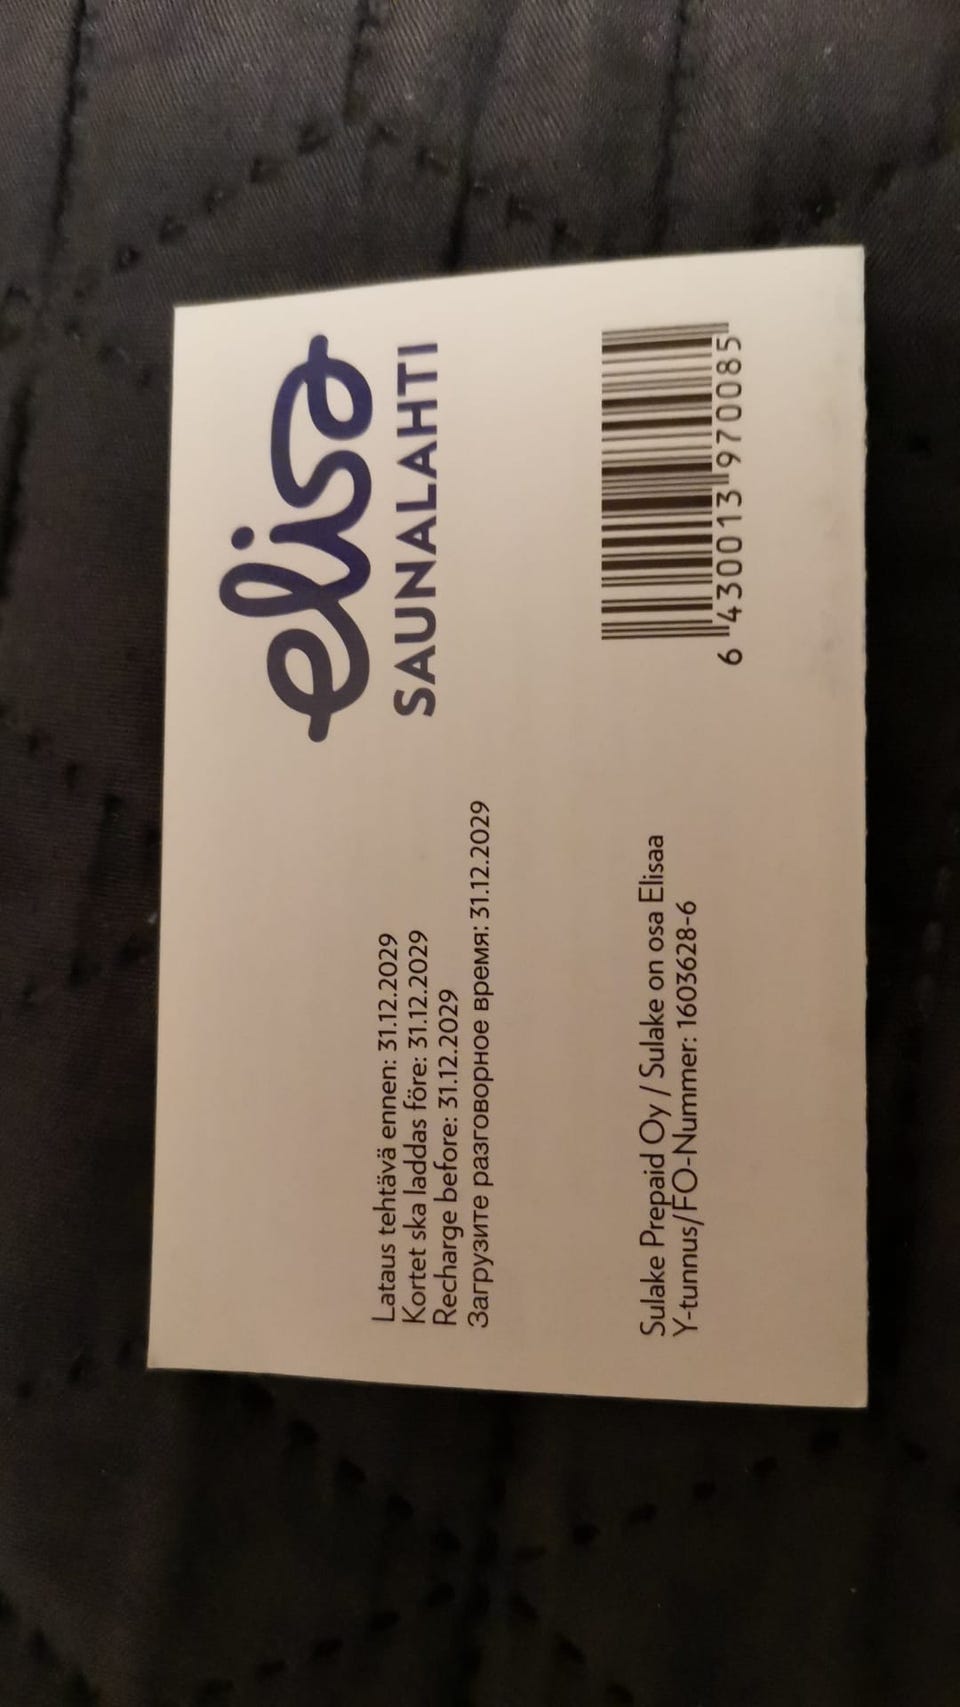 elisa
SAUNALAHTI
Lataus tehtävä ennen: 31.12.2029
Kortet ska laddas före: 31.12.2029
Recharge before: 31.12.2029
Загрузите разговорное время: 31.12.2029
Sulake Prepaid Oy / Sulake on osa Elisaa
Y-tunnus/FO-Nummer: 1603628-6
6 430013 970085